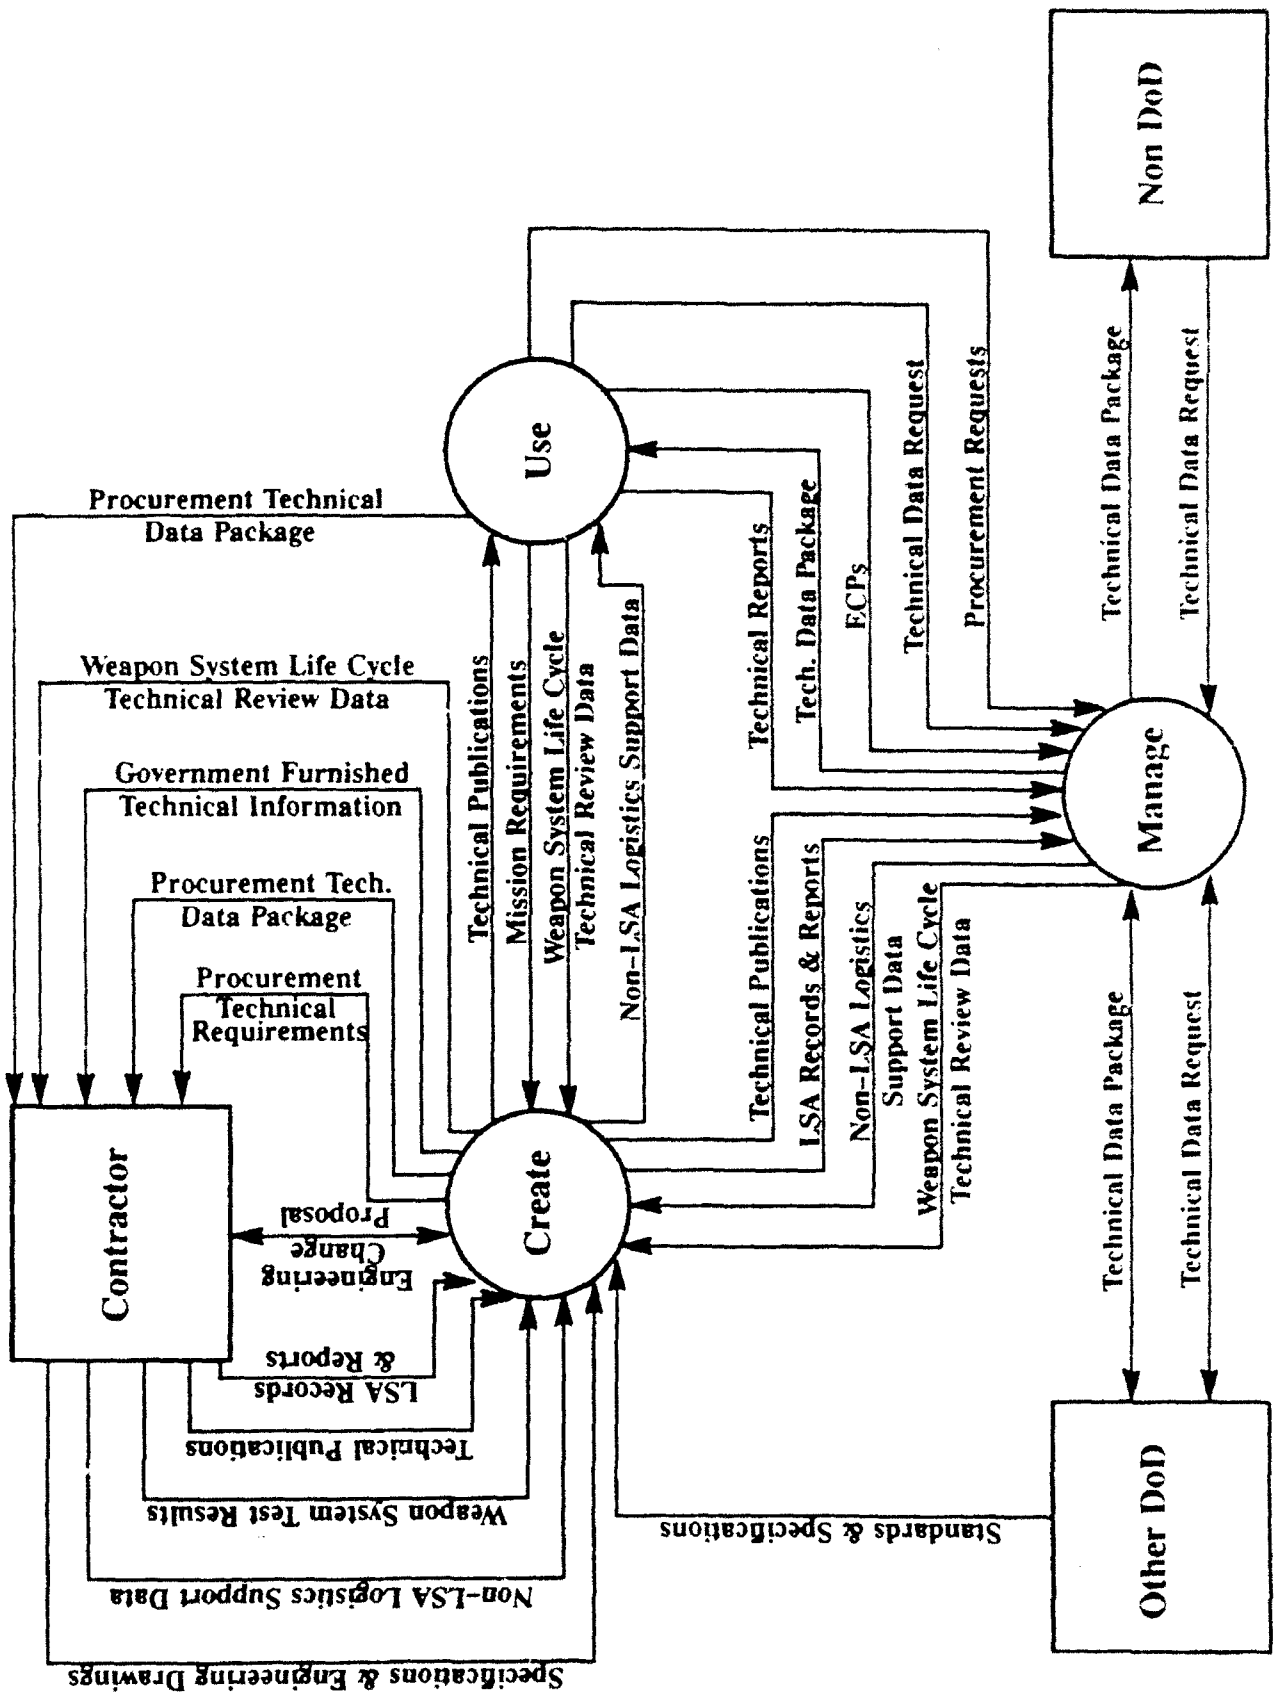 Non DoD
Use
Procurement Technical
Data Package
Weapon System Life Cycle
Technical Review Data
Government Furnished
Technical Information
Procurement Tech.
Data Package
Procurement
Technical
Requirements
Contractor
Technical Publications
Mission Requirements
Weapon System Life Cycle
Technical Review Data
Non-LSA Logistics Support Data
Technical Reports
Tech. Data Package
ECPs
Technical Data Request
Procurement Requests
Technical Data Package
Technical Data Request
Manage
Technical Publications
LSA Records & Reports
Non-LSA Logistics
Support Data
Weapon System Life Cycle
Technical Review Data
Create
Engineering
Change
Proposal
LSA Records
& Reports
Technical Publications
Weapon System Test Results
Non-LSA Logistics Support Data
Specifications & Engineering Drawings
Standards & Specifications
Technical Data Package
Technical Data Request
Other DoD